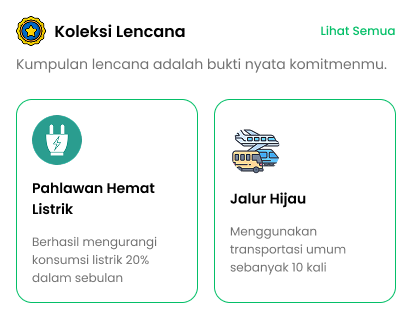 Koleksi Lencana
Lihat Semua
Kumpulan lencana adalah bukti nyata komitmenmu.
Pahlawan Hemat
Listrik
Berhasil mengurangi
konsumsi listrik 20%
dalam sebulan
Jalur Hijau
Menggunakan
transportasi umum
sebanyak 10 kali